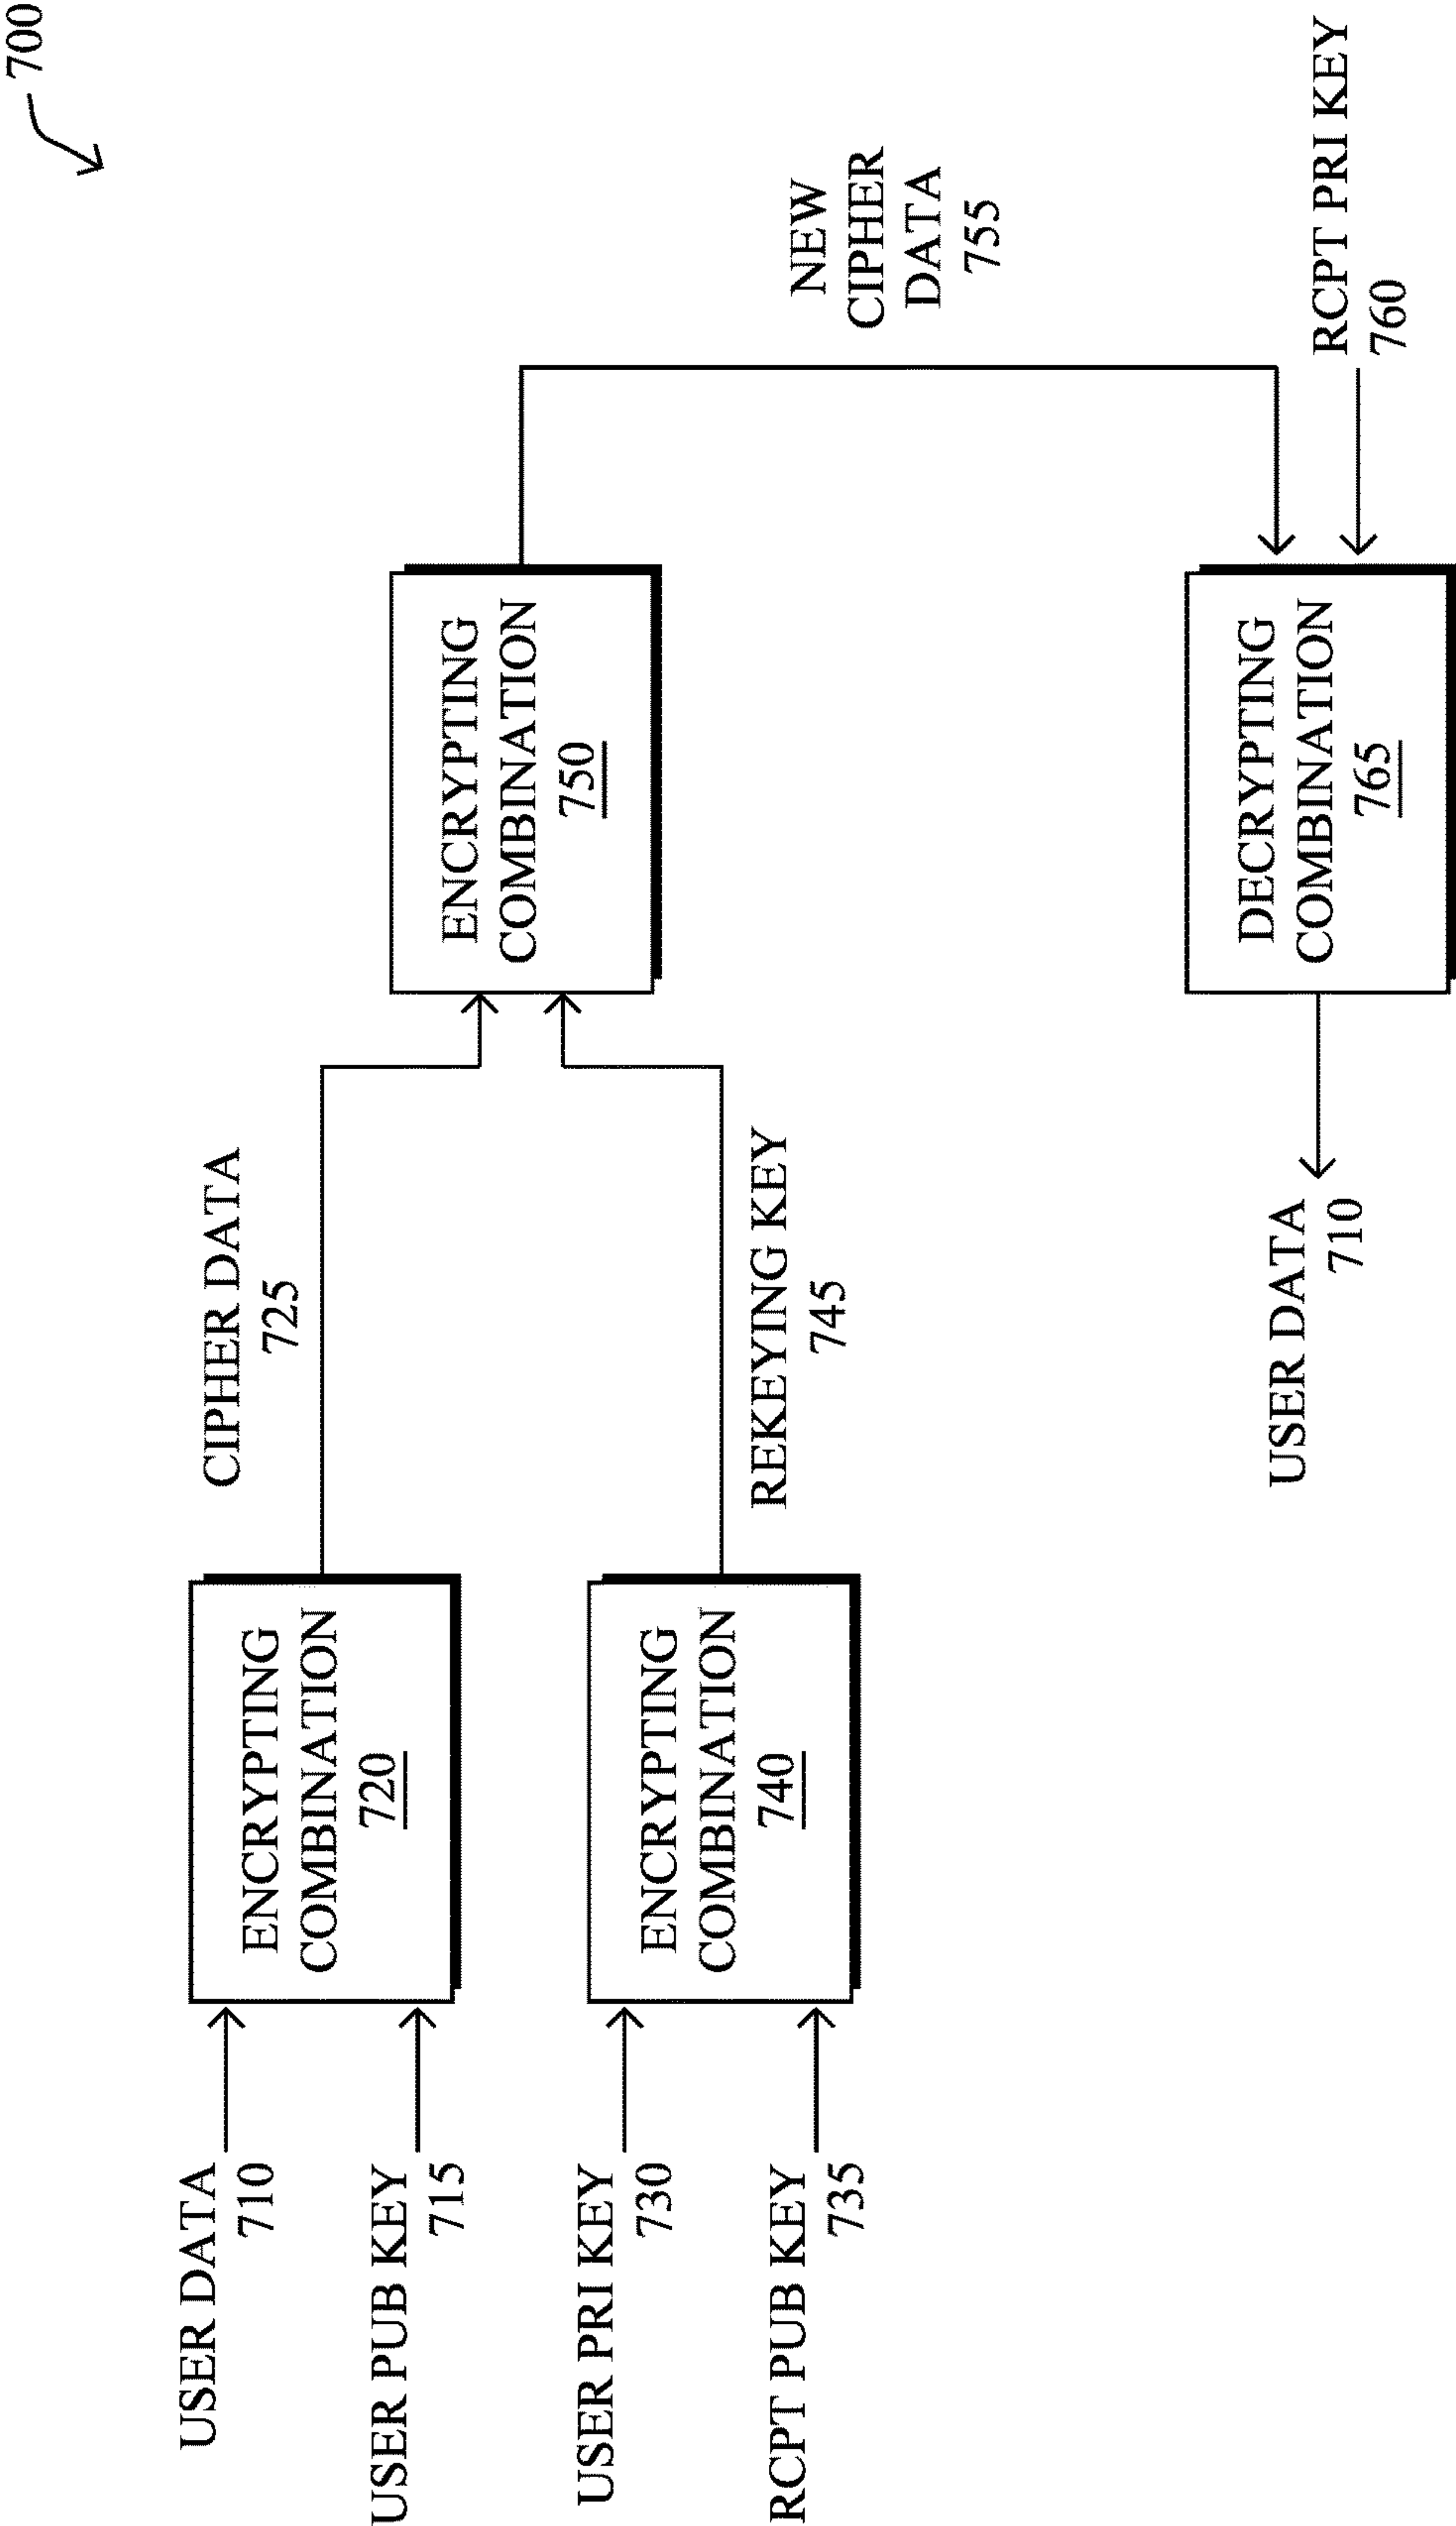 700
USER DATA
710
USER PUB KEY
715
ENCRYPTING
COMBINATION
720
CIPHER DATA
725
USER PRI KEY
730
RCPT PUB KEY
735
ENCRYPTING
COMBINATION
740
REKEYING KEY
745
ENCRYPTING
COMBINATION
750
NEW
CIPHER
DATA
755
RCPT PRI KEY
760
DECRYPTING
COMBINATION
765
USER DATA
710